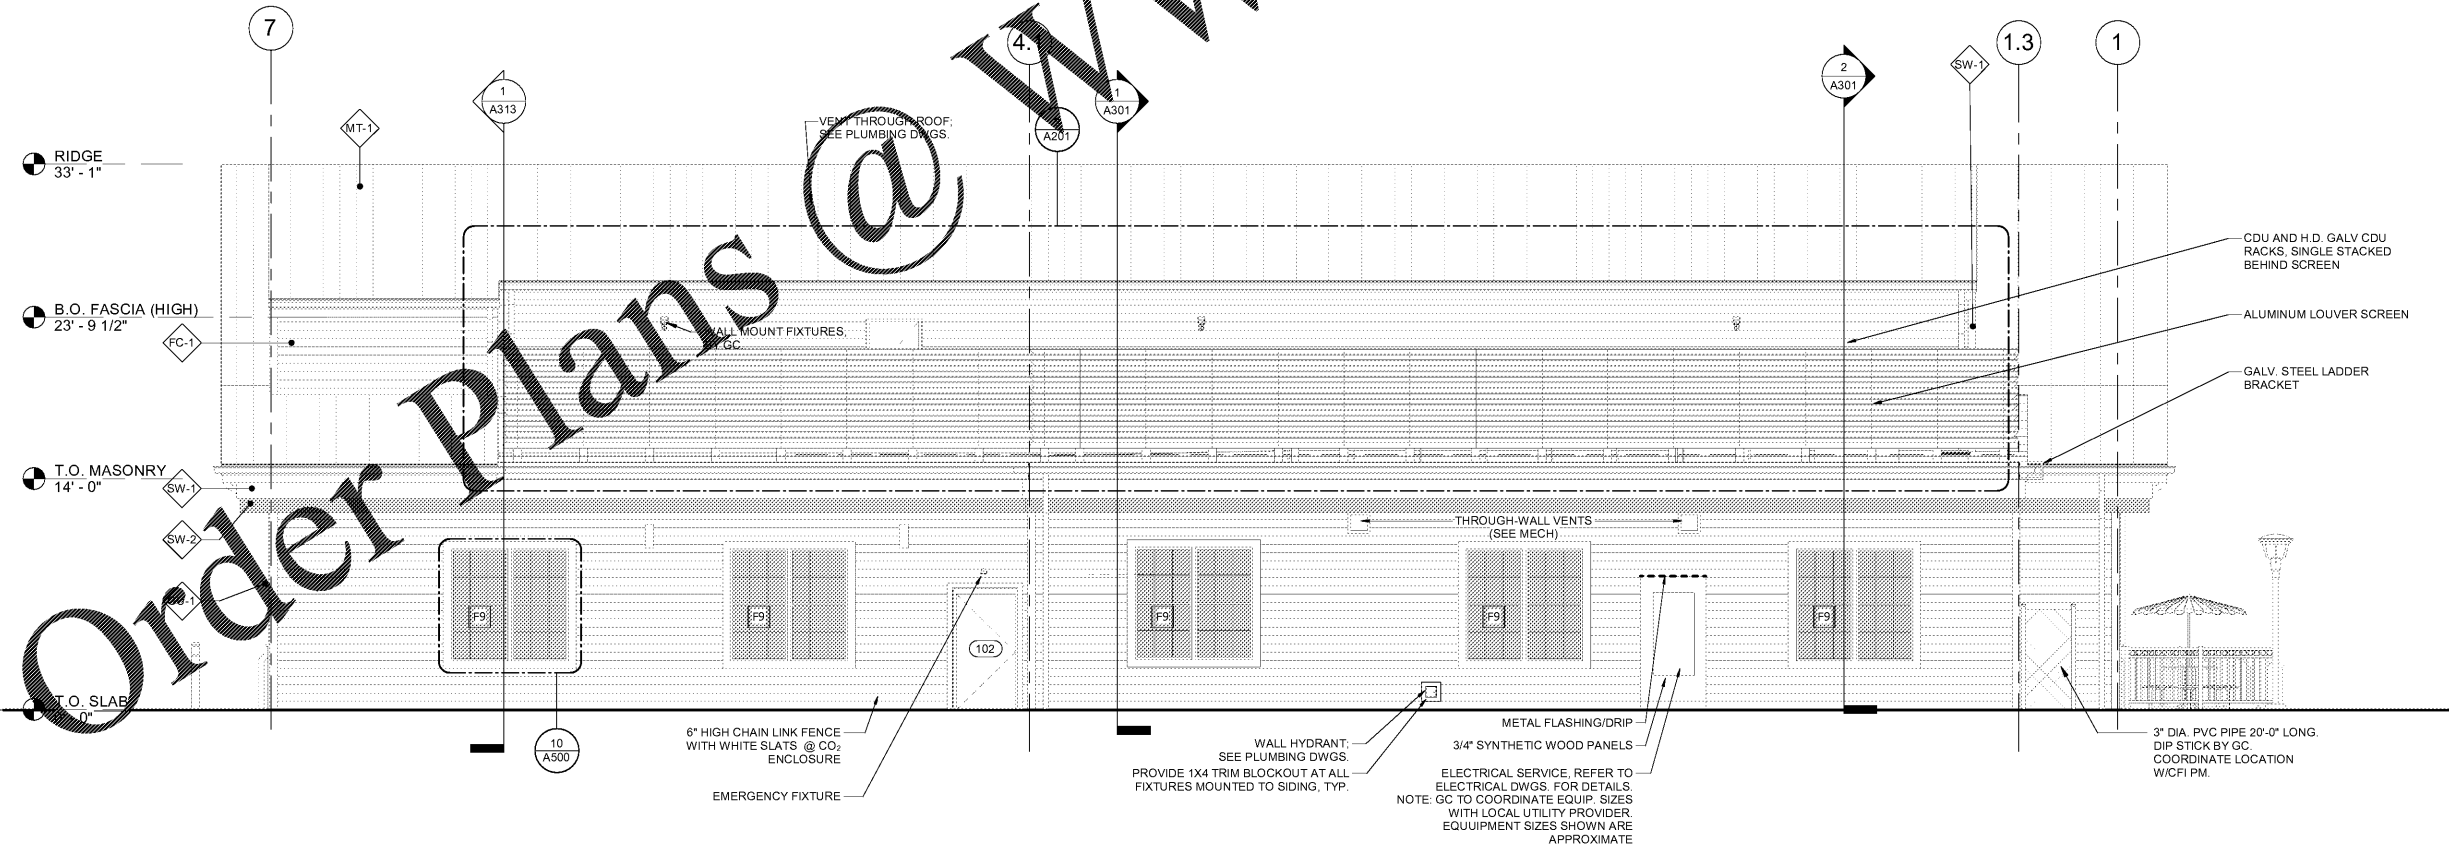 7
4.
1.3
1
1
A313
1
A301
2
A301
SW-1
MT-1
VENT THROUGH ROOF;
SEE PLUMBING DWGS.
A201
RIDGE
33' - 1"
B.O. FASCIA (HIGH)
23' - 9 1/2"
FC-1
WALL MOUNT FIXTURES,
BY GC.
CDU AND H.D. GALV CDU
RACKS, SINGLE STACKED
BEHIND SCREEN
ALUMINUM LOUVER SCREEN
GALV. STEEL LADDER
BRACKET
T.O. MASONRY
14' - 0"
SW-1
SW-2
THROUGH-WALL VENTS
(SEE MECH)
F9
F9
F9
F9
F9
102
T.O. SLAB
0"
10
A500
6" HIGH CHAIN LINK FENCE
WITH WHITE SLATS @ CO₂
ENCLOSURE
EMERGENCY FIXTURE
WALL HYDRANT;
SEE PLUMBING DWGS.
PROVIDE 1X4 TRIM BLOCKOUT AT ALL
FIXTURES MOUNTED TO SIDING, TYP.
METAL FLASHING/DRIP
3/4" SYNTHETIC WOOD PANELS
ELECTRICAL SERVICE, REFER TO
ELECTRICAL DWGS. FOR DETAILS.
NOTE: GC TO COORDINATE EQUIP. SIZES
WITH LOCAL UTILITY PROVIDER.
EQUUIPMENT SIZES SHOWN ARE
APPROXIMATE
3" DIA. PVC PIPE 20'-0" LONG.
DIP STICK BY GC.
COORDINATE LOCATION
W/CFI PM.
Order Plans @ WW